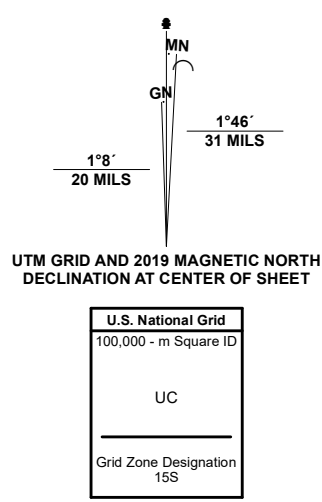 MN
GN
1°46´
31 MILS
1°8´
20 MILS
UTM GRID AND 2019 MAGNETIC NORTH
DECLINATION AT CENTER OF SHEET
U.S. National Grid
100,000 - m Square ID
UC
Grid Zone Designation
15S